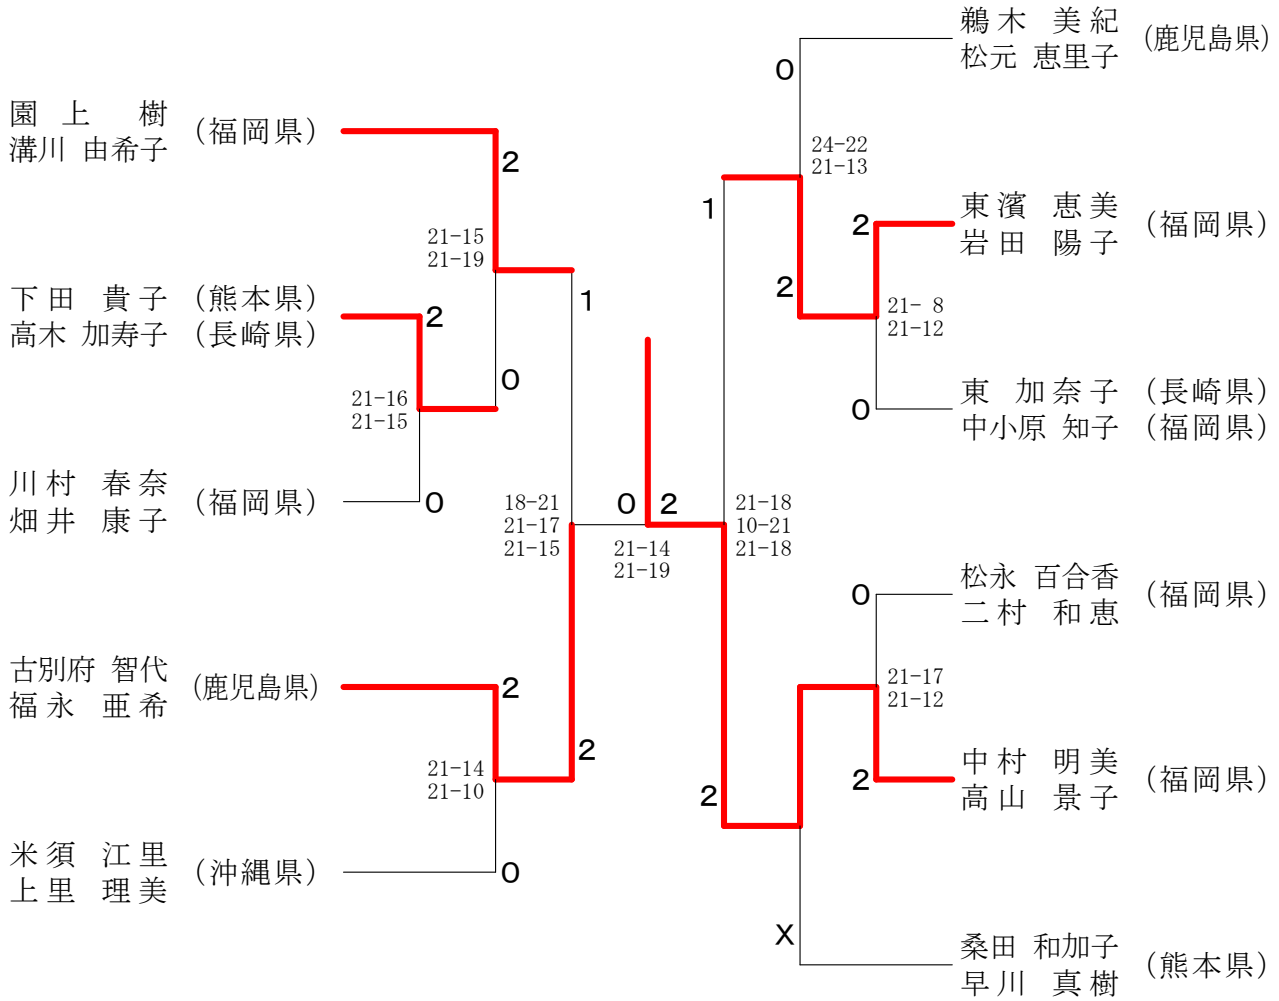 鵜木 美紀 (鹿児島県)
松元 恵里子
0
園上 樹 (福岡県)
溝川 由希子
2
24-22
21-13
21-15
21-19
1
2
東濱 恵美 (福岡県)
岩田 陽子
下田 貴子 (熊本県)
高木 加寿子 (長崎県)
2
1
2
21- 8
21-12
0
21-16
21-15
0
東 加奈子 (長崎県)
中小原 知子 (福岡県)
川村 春奈 (福岡県)
畑井 康子
0
18-21
21-17
21-15
0
2
21-14
21-19
21-18
10-21
21-18
0
松永 百合香 (福岡県)
二村 和恵
古別府 智代 (鹿児島県)
福永 亜希
2
21-17
21-12
21-14
21-10
2
2
2
中村 明美 (福岡県)
高山 景子
米須 江里 (沖縄県)
上里 理美
0
X
桑田 和加子 (熊本県)
早川 真樹